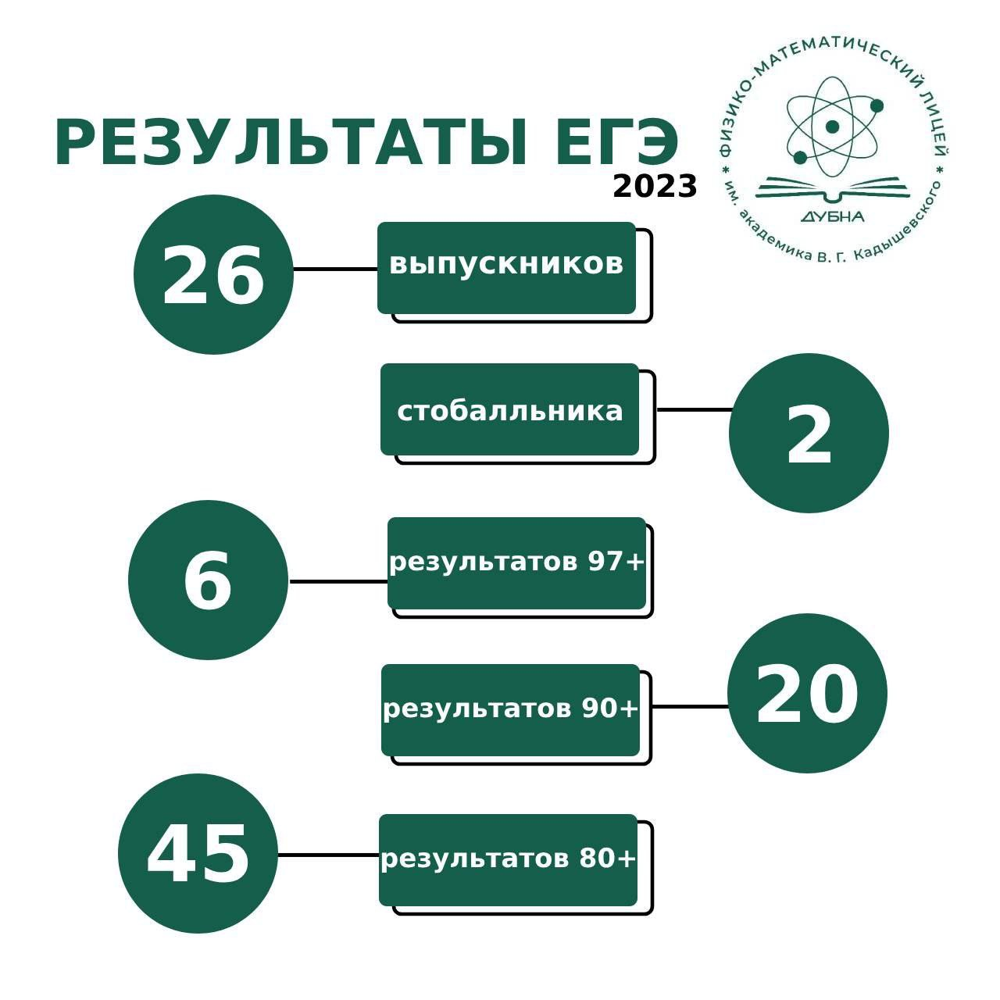 РЕЗУЛЬТАТЫ ЕГЭ
2023
ФИЗИКО-МАТЕМАТИЧЕСКИЙ ЛИЦЕЙ
* им. академика В. Г. Кадышевского *
ДУБНА
26
выпускников
стобалльника
2
6
результатов 97+
результатов 90+
20
45
результатов 80+